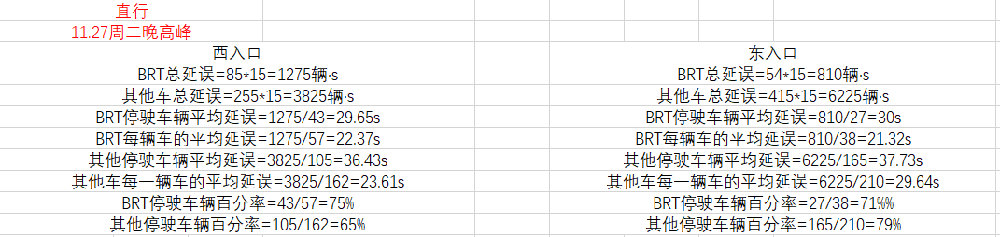 直行
11.27周二晚高峰
西入口
BRT总延误=85*15=1275辆·s
其他车总延误=255*15=3825辆·s
BRT停驶车辆平均延误=1275/43=29.65s
BRT每辆车的平均延误=1275/57=22.37s
其他停驶车辆平均延误=3825/105=36.43s
其他车每一辆车的平均延误=3825/162=23.61s
BRT停驶车辆百分率=43/57=75%
其他停驶车辆百分率=105/162=65%
东入口
BRT总延误=54*15=810辆·s
其他车总延误=415*15=6225辆·s
BRT停驶车辆平均延误=810/27=30s
BRT每辆车的平均延误=810/38=21.32s
其他停驶车辆平均延误=6225/165=37.73s
其他车每一辆车的平均延误=6225/210=29.64s
BRT停驶车辆百分率=27/38=71%%
其他停驶车辆百分率=165/210=79%